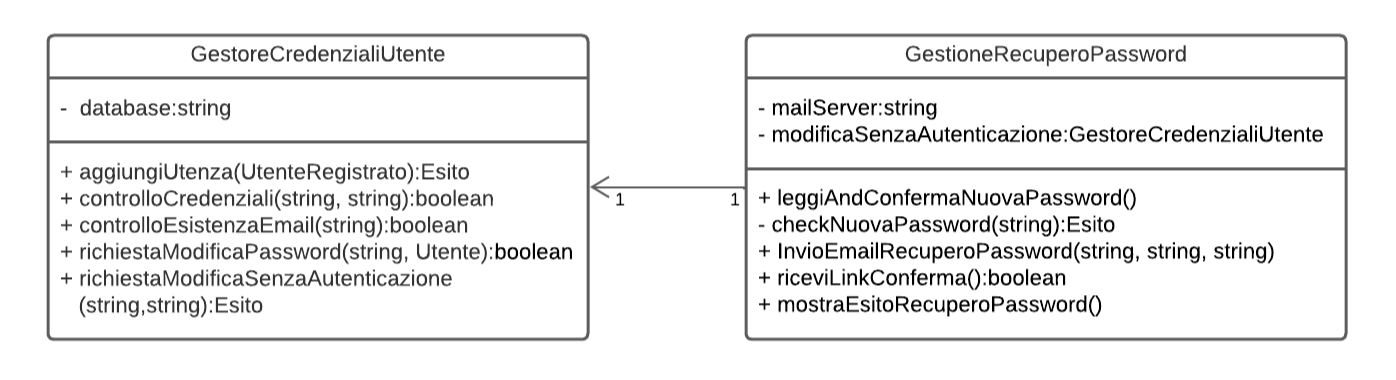 GestoreCredenzialiUtente
- database:string
+ aggiungiUtenza(UtenteRegistrato):Esito
+ controlloCredenziali(string, string):boolean
+ controlloEsistenzaEmail(string):boolean
+ richiestaModificaPassword(string, Utente):boolean
+ richiestaModificaSenzaAutenticazione
(string,string):Esito
1
1
GestioneRecuperoPassword
- mailServer:string
- modificaSenzaAutenticazione:GestoreCredenzialiUtente
+ leggiAndConfermaNuovaPassword()
- checkNuovaPassword(string):Esito
+ InvioEmailRecuperoPassword(string, string, string)
+ riceviLinkConferma():boolean
+ mostraEsitoRecuperoPassword()